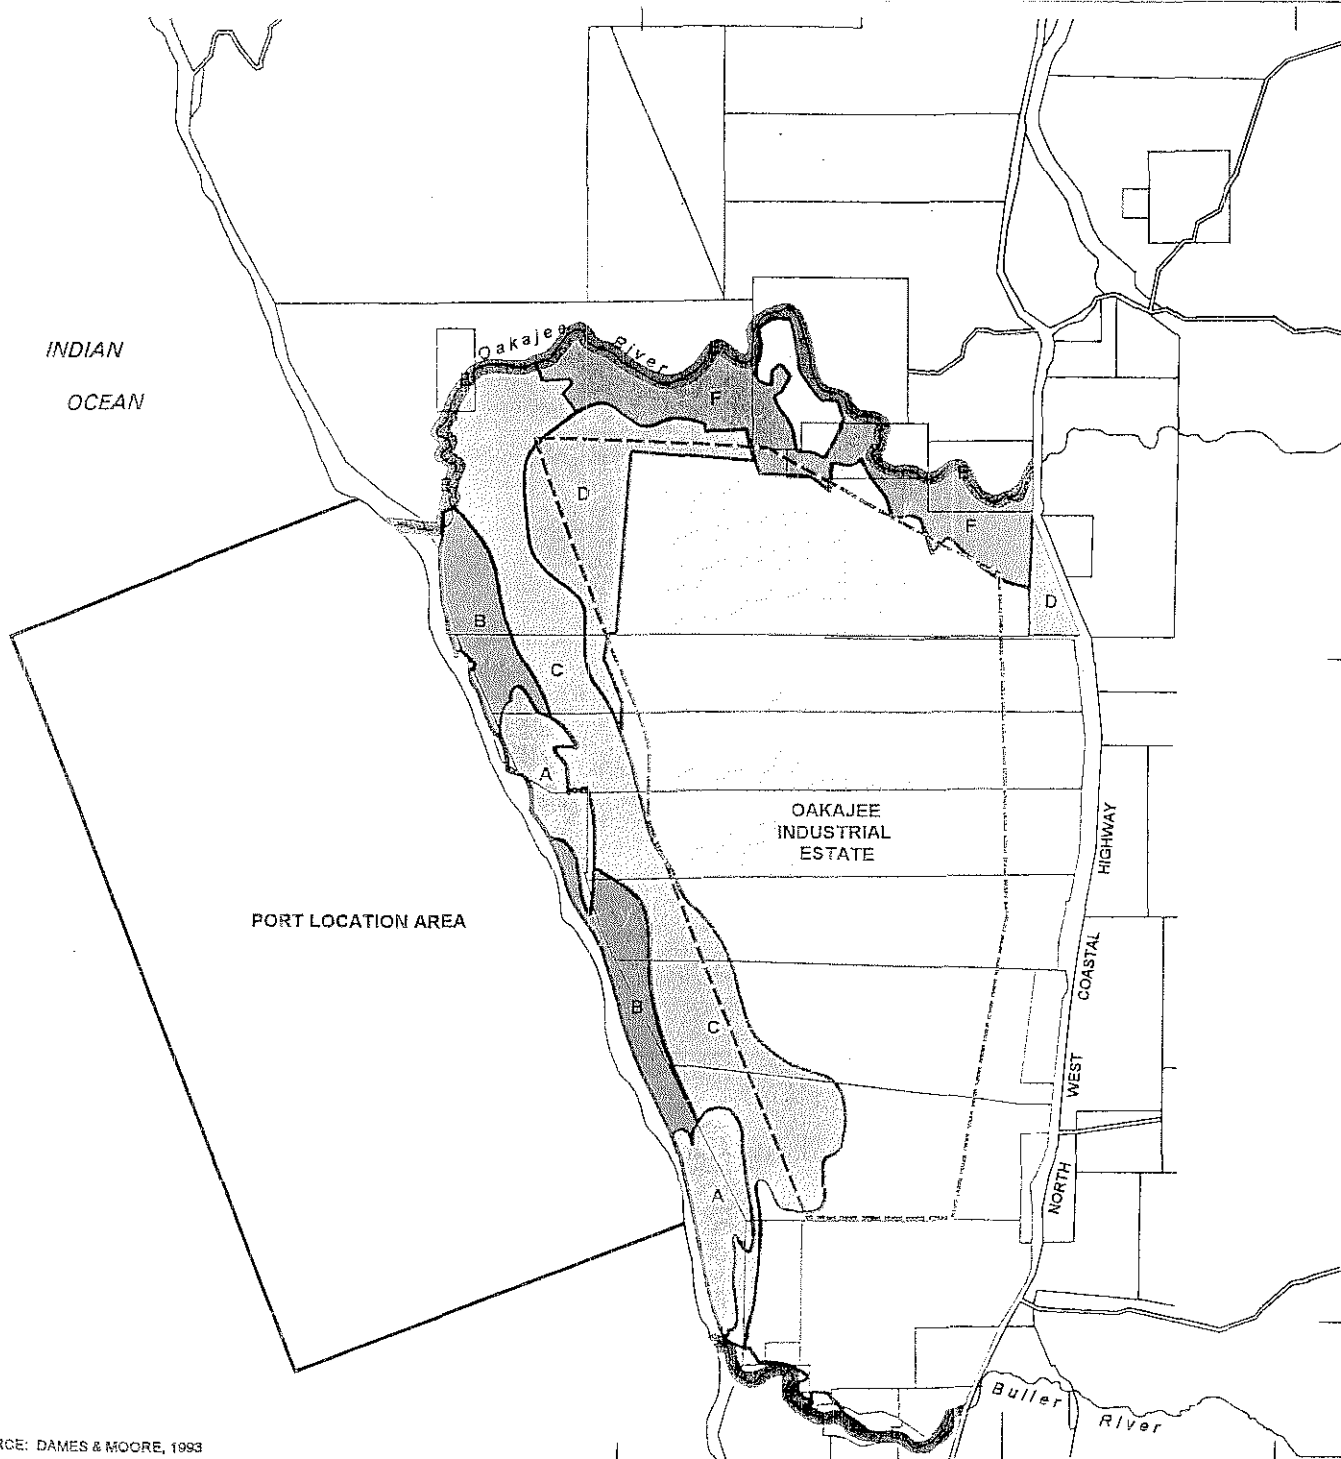 Oakajee
River
INDIAN
OCEAN
F
E
D
E
F
D
B
C
A
OAKAJEE
INDUSTRIAL
ESTATE
HIGHWAY
PORT LOCATION AREA
COASTAL
B
C
WEST
NORTH
A
Buller
River
RCE: DAMES & MOORE, 1993